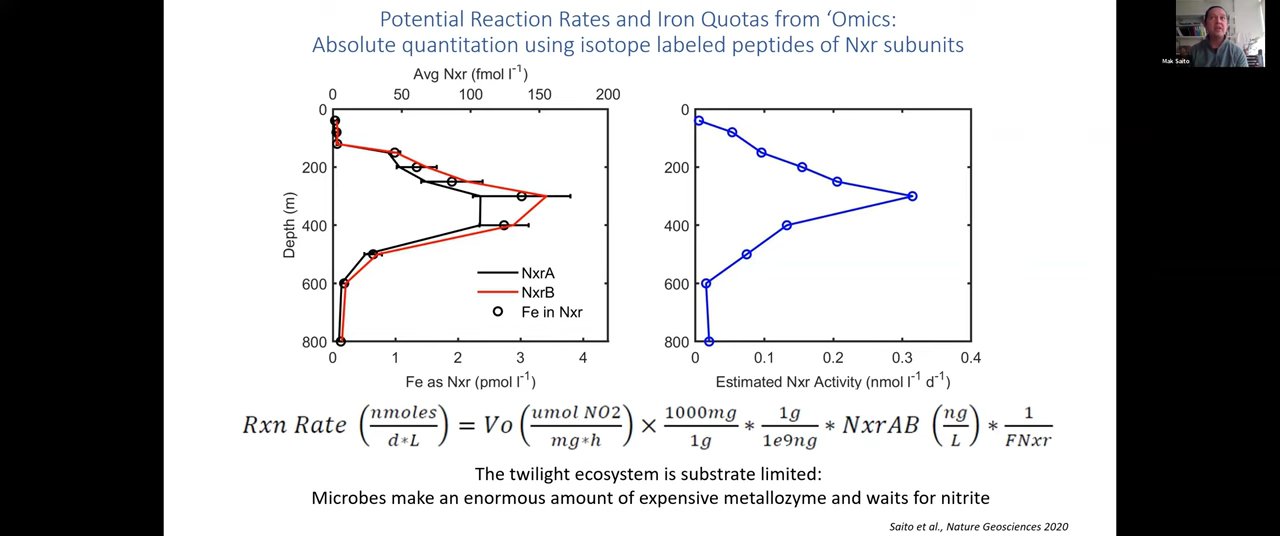 Potential Reaction Rates and Iron Quotas from ‘Omics:
Absolute quantitation using isotope labeled peptides of Nxr subunits
Mak Saito
Avg Nxr (fmol l⁻¹)
0 50 100 150 200
0
200
400
600
800
Depth (m)
NxrA
NxrB
Fe in Nxr
0 1 2 3 4
Fe as Nxr (pmol l⁻¹)
0
200
400
600
800
0 0.1 0.2 0.3 0.4
Estimated Nxr Activity (nmol l⁻¹ d⁻¹)
Rxn Rate (nmoles/d*L) = Vo (umol NO2/mg*h) × 1000mg/1g * 1g/1e9ng * NxrAB (ng/L) * 1/FNxr
The twilight ecosystem is substrate limited:
Microbes make an enormous amount of expensive metallozyme and waits for nitrite
Saito et al., Nature Geosciences 2020